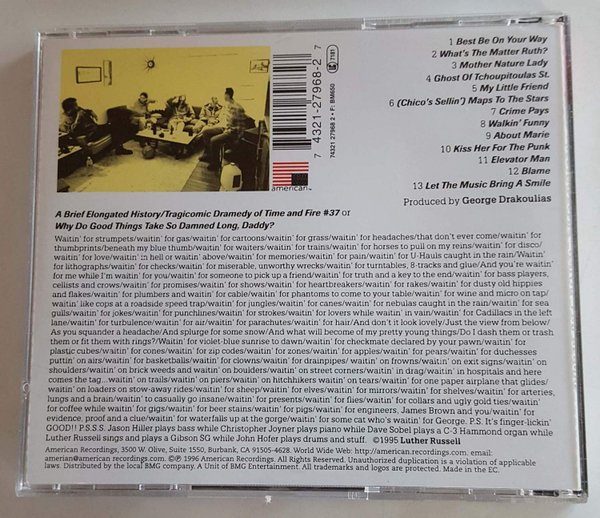 1 Best Be On Your Way
2 What's The Matter Ruth?
3 Mother Nature Lady
4 Ghost Of Tchoupitoulas St.
5 My Little Friend
6 (Chico's Sellin') Maps To The Stars
7 Crime Pays
8 Walkin' Funny
9 About Marie
10 Kiss Her For The Punk
11 Elevator Man
12 Blame
13 Let The Music Bring A Smile
Produced by George Drakoulias
7 74321-27968-2 7
74321 27968 2 · F: BM650
7181
american™
A Brief Elongated History/Tragicomic Dramedy of Time and Fire #37 or
Why Do Good Things Take So Damned Long, Daddy?
Waitin' for strumpets/waitin' for gas/waitin' for cartoons/waitin' for grass/waitin' for headaches/that don't ever come/waitin' for
thumbprints/beneath my blue thumb/waitin' for waiters/waitin' for trains/waitin' for horses to pull on my reins/waitin' for disco/
waitin' for love/waitin' in hell or waitin' above/waitin' for memories/waitin' for pain/waitin' for U-Hauls caught in the rain/Waitin'
for lithographs/waitin' for checks/waitin' for miserable, unworthy wrecks/waitin' for turntables, 8-tracks and glue/And you're waitin'
for me while I'm waitin' for you/waitin' for someone to pick up a friend/waitin' for truth and a key to the end/waitin' for bass players,
cellists and crows/waitin' for promises/waitin' for shows/waitin' for heartbreakers/waitin' for rakes/waitin' for dusty old hippies
and flakes/waitin' for plumbers and waitin' for cable/waitin' for phantoms to come to your table/waitin' for wine and micro on tap/
waitin' like cops at a roadside speed trap/waitin' for jungles/waitin' for canes/waitin' for nebulas caught in the rain/waitin' for sea
gulls/waitin' for jokes/waitin' for punchlines/waitin' for strokes/waitin' for lovers while waitin' in vain/waitin' for Cadillacs in the left
lane/waitin' for turbulence/waitin' for air/waitin' for parachutes/waitin' for hair/And don't it look lovely/Just the view from below/
As you squander a headache/And splurge for some snow/And what will become of my pretty young things/Do I dash them or trash
them or fit them with rings?/Waitin' for violet-blue sunrise to dawn/waitin' for checkmate declared by your pawn/waitin' for
plastic cubes/waitin' for cones/waitin' for zip codes/waitin' for zones/waitin' for apples/waitin' for pears/waitin' for duchesses
puttin' on airs/waitin' for basketballs/waitin' for clowns/waitin' for drainpipes/waitin' on frowns/waitin' on exit signs/waitin' on
shoulders/waitin' on brick weeds and waitin' on boulders/waitin' on street corners/waitin' in drag/waitin' in hospitals and here
comes the tag...waitin' on trails/waitin' on piers/waitin' on hitchhikers waitin' on tears/waitin' for one paper airplane that glides/
waitin' on loaders on stow-away rides/waitin' for sheep/waitin' for elves/waitin' for mirrors/waitin' for shelves/waitin' for arteries,
lungs and a brain/waitin' to casually go insane/waitin' for presents/waitin' for flies/waitin' for collars and ugly gold ties/waitin'
for coffee while waitin' for gigs/waitin' for beer stains/waitin' for pigs/waitin' for engineers, James Brown and you/waitin' for
evidence, proof and a clue/waitin' for waterfalls up at the gorge/waitin' for some cat who's waitin' for George. P.S. It's finger-lickin'
GOOD!! P.S.S.S. Jason Hiller plays bass while Christopher Joyner plays piano while Dave Sobel plays a C-3 Hammond organ while
Luther Russell sings and plays a Gibson SG while John Hofer plays drums and stuff. ©1995 Luther Russell
American Recordings, 3500 W. Olive, Suite 1550, Burbank, CA 91505-4628. World Wide Web: http://american.recordings.com. email:
amerian@american recordings.com. ©℗ 1996 American Recordings. All Rights Reserved. Unauthorized duplication is a violation of applicable
laws. Distributed by the local BMG company. A Unit of BMG Entertainment. All trademarks and logos are protected. Made in the EC.